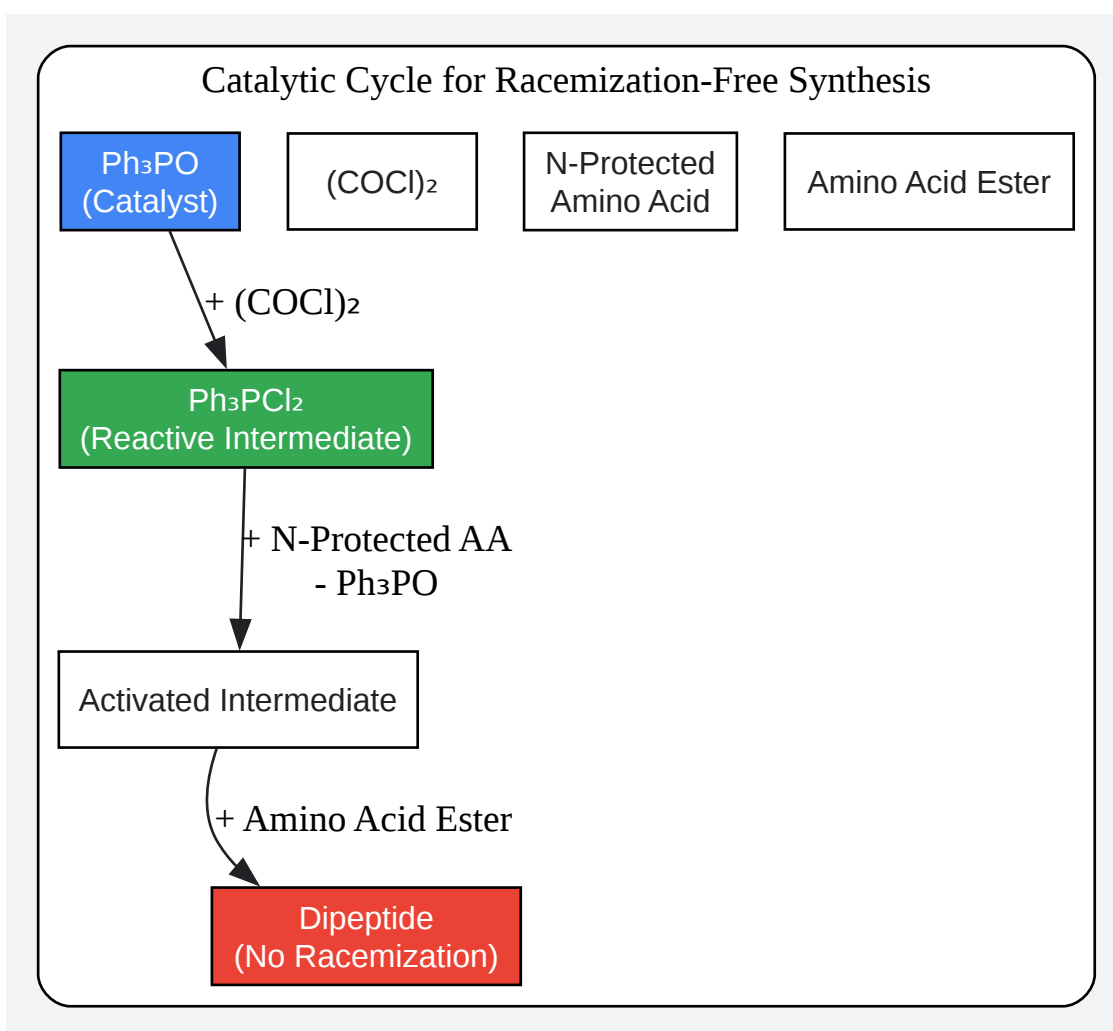 Catalytic Cycle for Racemization-Free Synthesis
Ph₃PO
(Catalyst)
(COCl)₂
N-Protected
Amino Acid
Amino Acid Ester
+ (COCl)₂
Ph₃PCl₂
(Reactive Intermediate)
+ N-Protected AA
- Ph₃PO
Activated Intermediate
+ Amino Acid Ester
Dipeptide
(No Racemization)